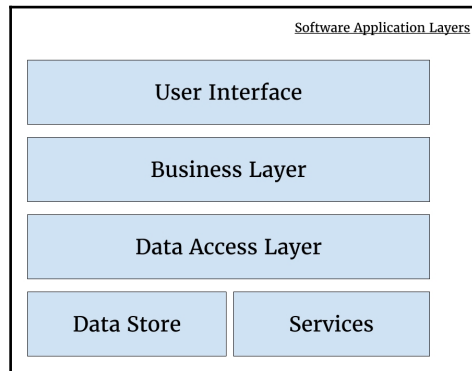 Software Application Layers
User Interface
Business Layer
Data Access Layer
Data Store
Services